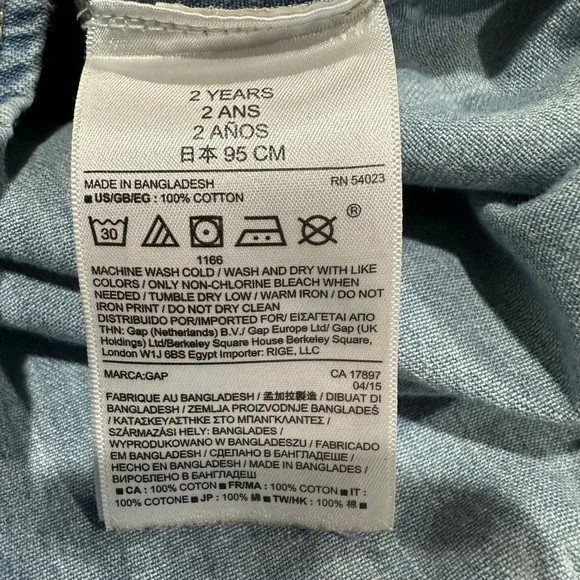 2 YEARS
2 ANS
2 AÑOS
日本 95 CM
MADE IN BANGLADESH RN 54023
■ US/GB/EG : 100% COTTON
30
®
1166
MACHINE WASH COLD / WASH AND DRY WITH LIKE
COLORS / ONLY NON-CHLORINE BLEACH WHEN
NEEDED / TUMBLE DRY LOW / WARM IRON / DO NOT
IRON PRINT / DO NOT DRY CLEAN
DISTRIBUIDO POR/IMPORTED FOR/ ΕΙΣΑΓΕΤΑΙ ΑΠΟ
ΤΗΝ: Gap (Netherlands) B.V./ Gap Europe Ltd/ Gap (UK
Holdings) Ltd/Berkeley Square House Berkeley Square,
London W1J 6BS Egypt Importer: RIGE, LLC
MARCA:GAP CA 17897
04/15
FABRIQUE AU BANGLADESH / 孟加拉製造 / DIBUAT DI
BANGLADESH / ZEMLJA PROIZVODNJE BANGLADEŠ
/ ΚΑΤΑΣΚΕΥΑΣΤΗΚΕ ΣΤΟ ΜΠΑΝΓΚΛΑΝΤΕΣ /
SZÁRMAZÁSI HELY: BANGLADES /
WYPRODUKOWANO W BANGLADESZU / FABRICADO
EM BANGLADESH / СДЕЛАНО В БАНГЛАДЕШЕ /
HECHO EN BANGLADESH / MADE IN BANGLADESH /
ВИРОБЛЕНО В БАНГЛАДЕШ
■ CA : 100% COTON ■ FR/MA : 100% COTON ■ IT :
100% COTONE ■ JP : 100% 綿 ■ TW/HK : 100% 棉